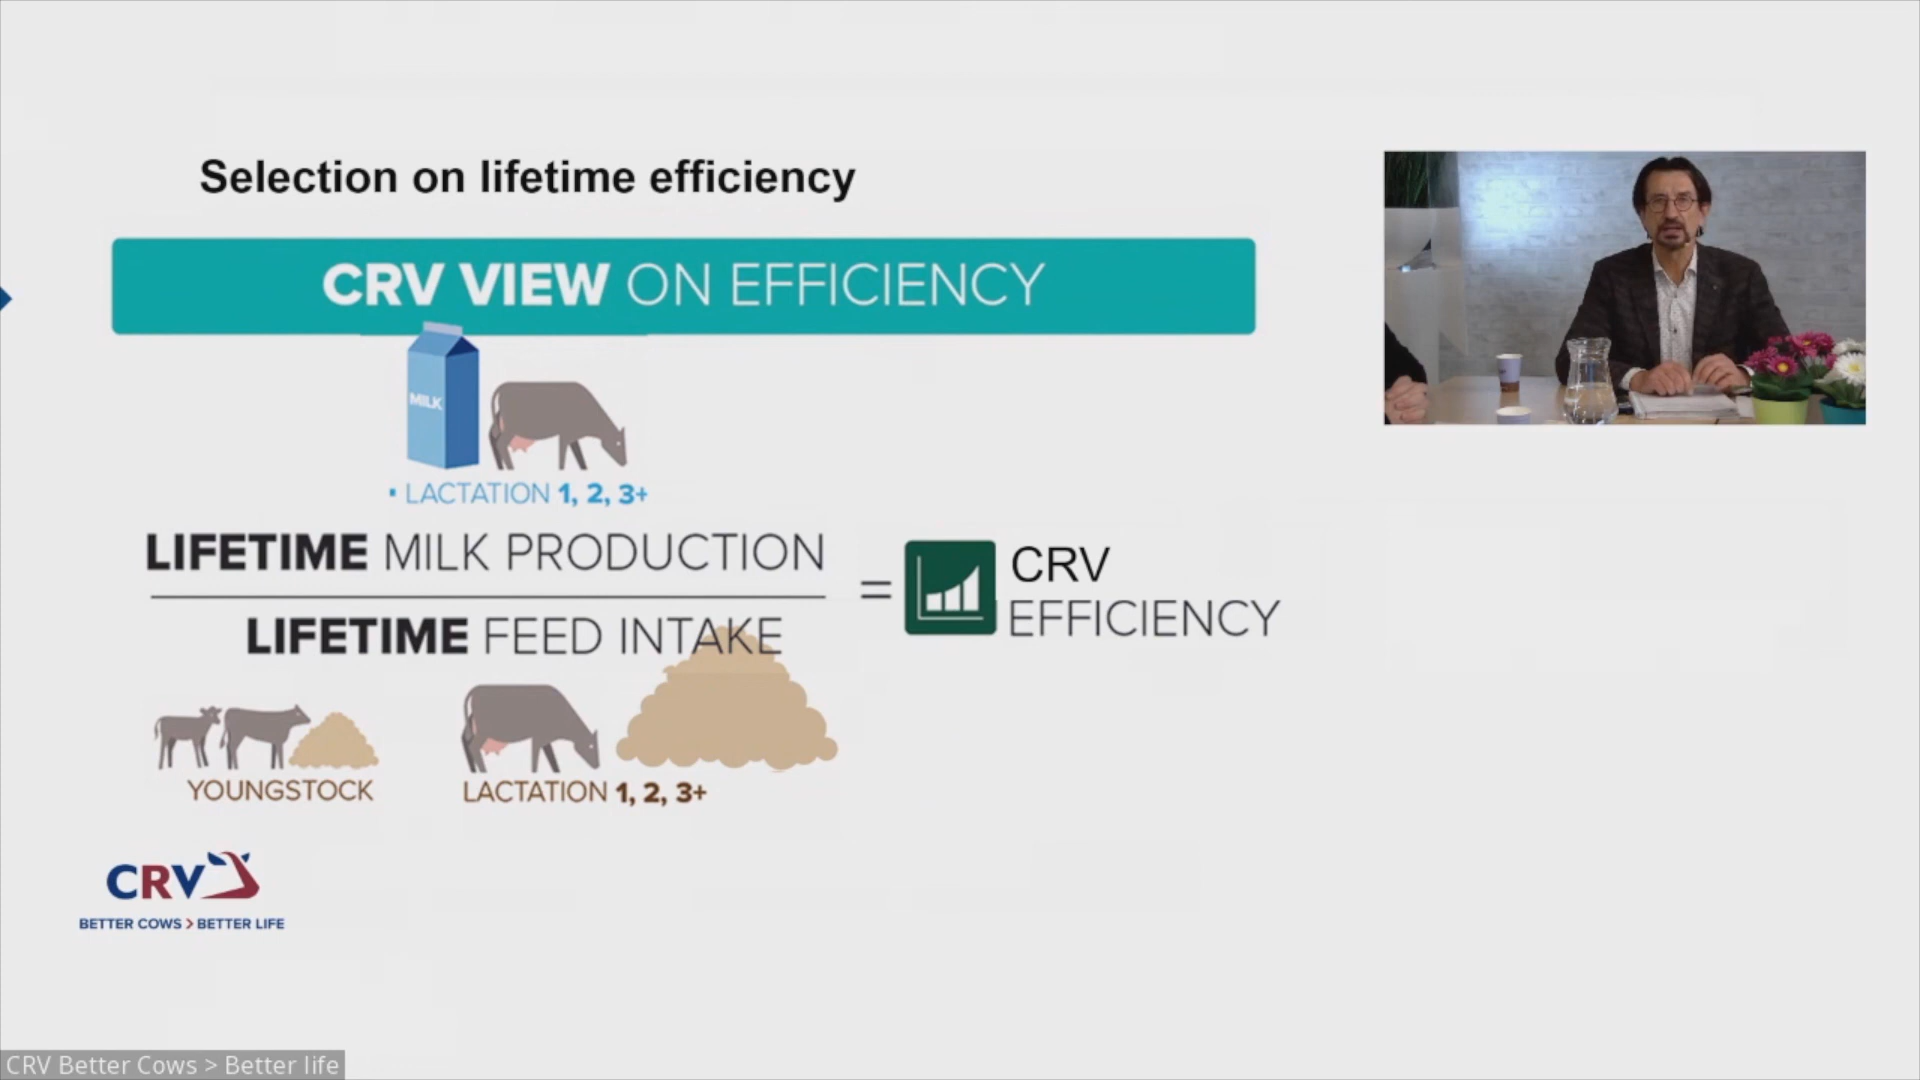 Selection on lifetime efficiency
CRV VIEW ON EFFICIENCY
MILK
▪ LACTATION 1, 2, 3+
LIFETIME MILK PRODUCTION
LIFETIME FEED INTAKE
=
CRV
EFFICIENCY
YOUNGSTOCK
LACTATION 1, 2, 3+
CRV
BETTER COWS > BETTER LIFE
CRV Better Cows > Better life